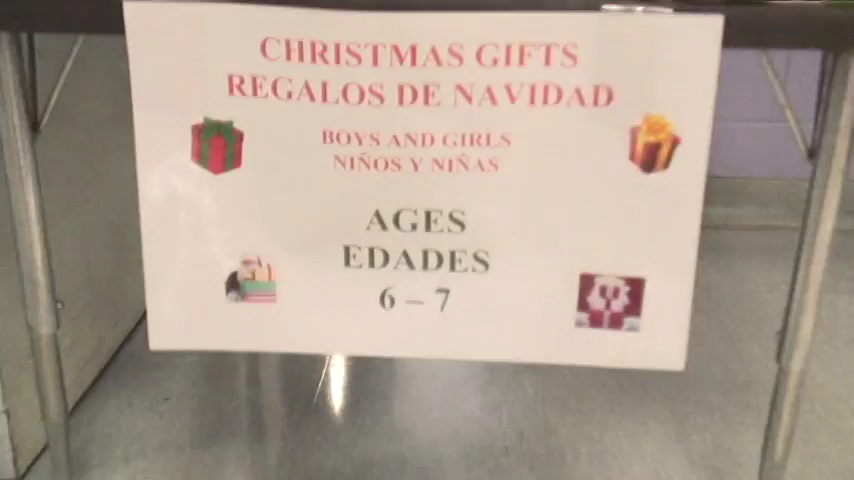 CHRISTMAS GIFTS
REGALOS DE NAVIDAD
BOYS AND GIRLS
NIÑOS Y NIÑAS
AGES
EDADES
6 – 7